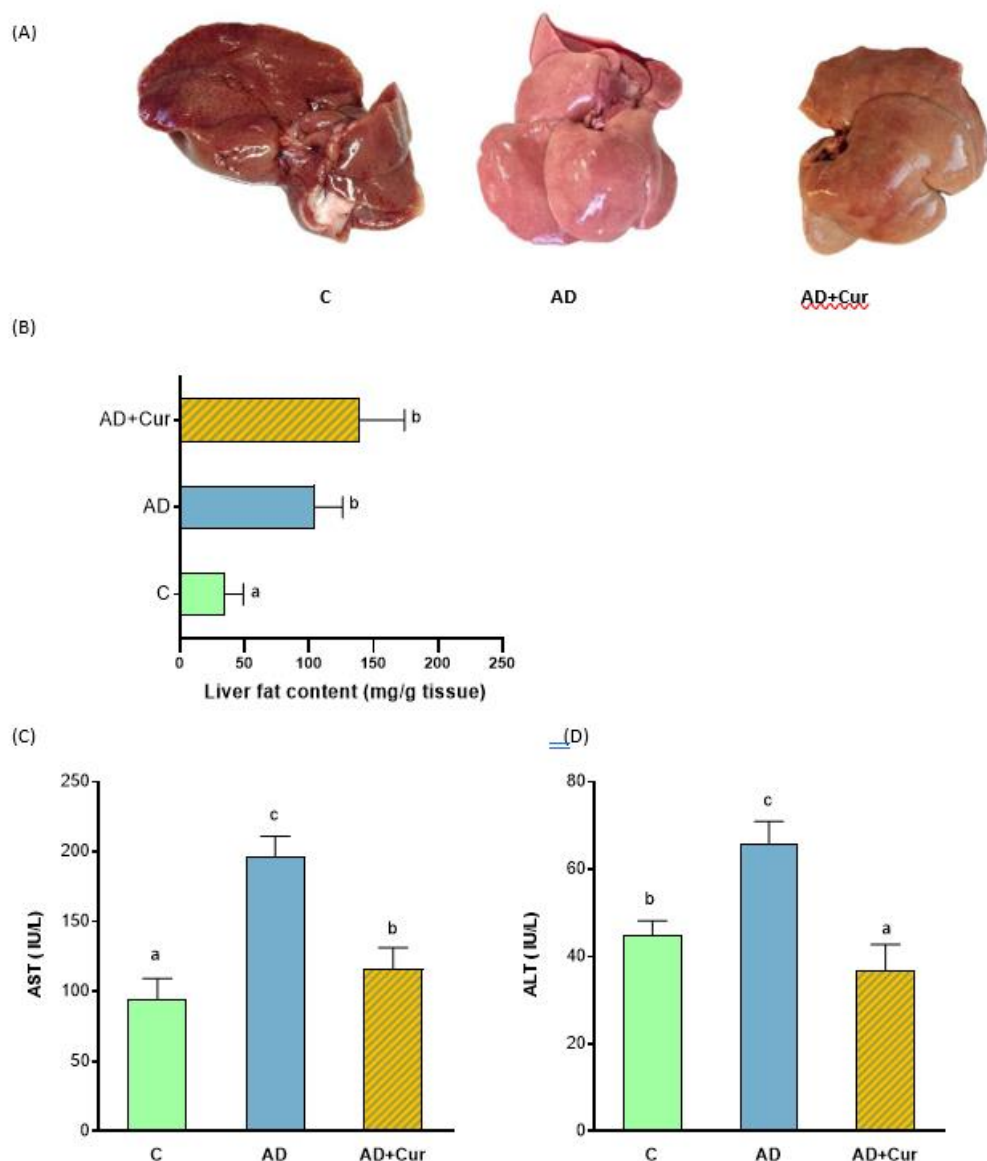 (A)
C AD AD+Cur
(B)
AD+Cur b
AD b
C a
0 50 100 150 200 250
Liver fat content (mg/g tissue)
(C)
250
200
150
100
50
0
AST ( IU/L)
a c b
C AD AD+Cur
(D)
80
60
40
20
0
ALT ( IU/L)
b c a
C AD AD+Cur